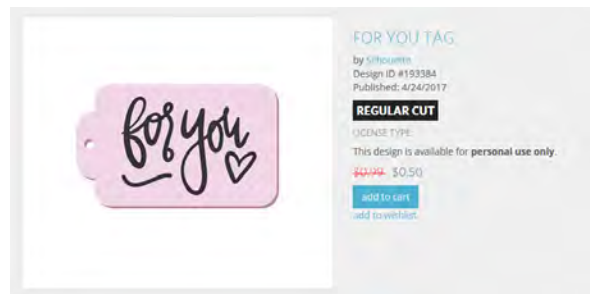 for you
FOR YOU TAG
by Silhouette
Design ID #193384
Published: 4/24/2017
REGULAR CUT
LICENSE TYPE
This design is available for personal use only.
$0.99 $0.50
add to cart
add to wishlist